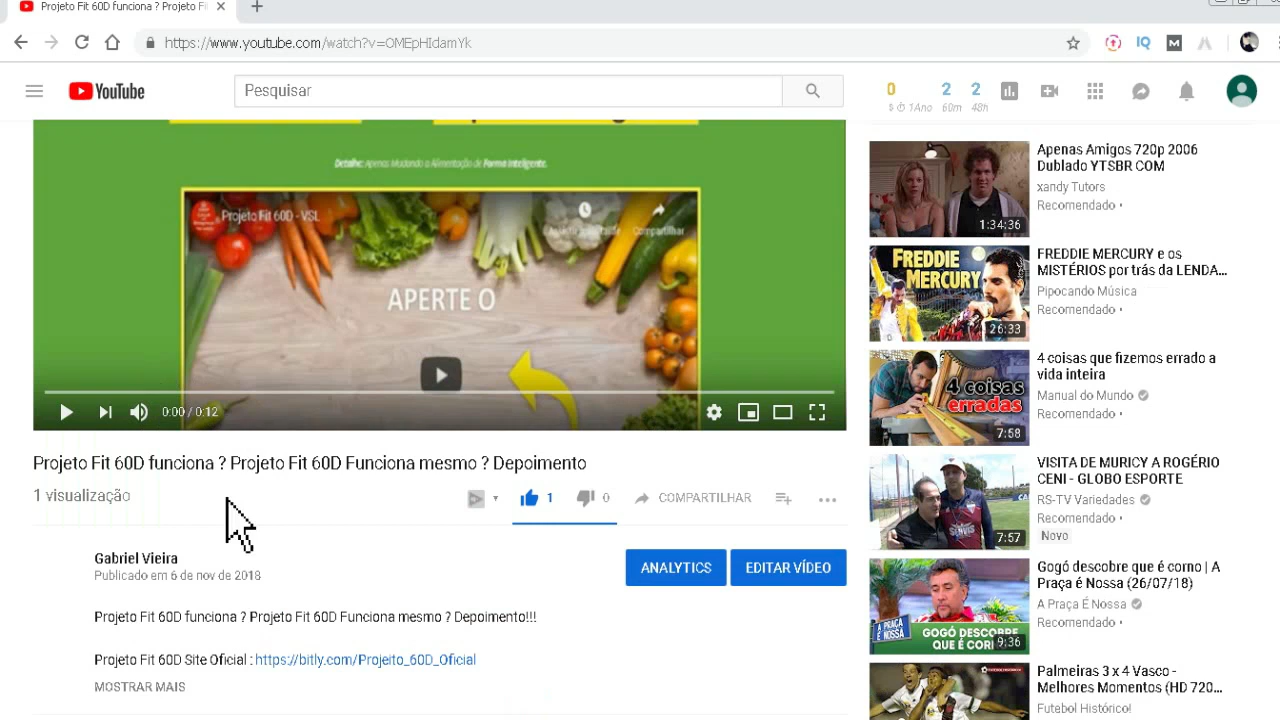 Projeto Fit 60D funciona ? Projeto Fi
https://www.youtube.com/watch?v=OMEpHIdamYk
IQ
M
YouTube
Pesquisar
0 2 2
$ 1Ano 60m 48h
Detalhe: Apenas Mudando a Alimentação de Forma Inteligente.
Projeto Fit 60D - VSL
Compartilhar
APERTE O
0:00 / 0:12
Projeto Fit 60D funciona ? Projeto Fit 60D Funciona mesmo ? Depoimento
1 visualização
1 0 COMPARTILHAR
Gabriel Vieira
Publicado em 6 de nov de 2018
ANALYTICS EDITAR VÍDEO
Projeto Fit 60D funciona ? Projeto Fit 60D Funciona mesmo ? Depoimento!!!
Projeto Fit 60D Site Oficial : https://bitly.com/Projeito_60D_Oficial
MOSTRAR MAIS
1:34:36
Apenas Amigos 720p 2006
Dublado YTSBR COM
xandy Tutors
Recomendado •
FREDDIE
MERCURY
26:33
FREDDIE MERCURY e os
MISTÉRIOS por trás da LENDA...
Pipocando Música
Recomendado •
4 coisas
erradas
7:58
4 coisas que fizemos errado a
vida inteira
Manual do Mundo
Recomendado •
7:57
VISITA DE MURICY A ROGÉRIO
CENI - GLOBO ESPORTE
RS-TV Variedades
Recomendado •
Novo
A PRAÇA
É NOSSA
GOGÓ DESCOBRE
QUE É CORN
9:36
Gogó descobre que é corno | A
Praça é Nossa (26/07/18)
A Praça É Nossa
Recomendado •
Palmeiras 3 x 4 Vasco -
Melhores Momentos (HD 720...
Futebol Histórico!